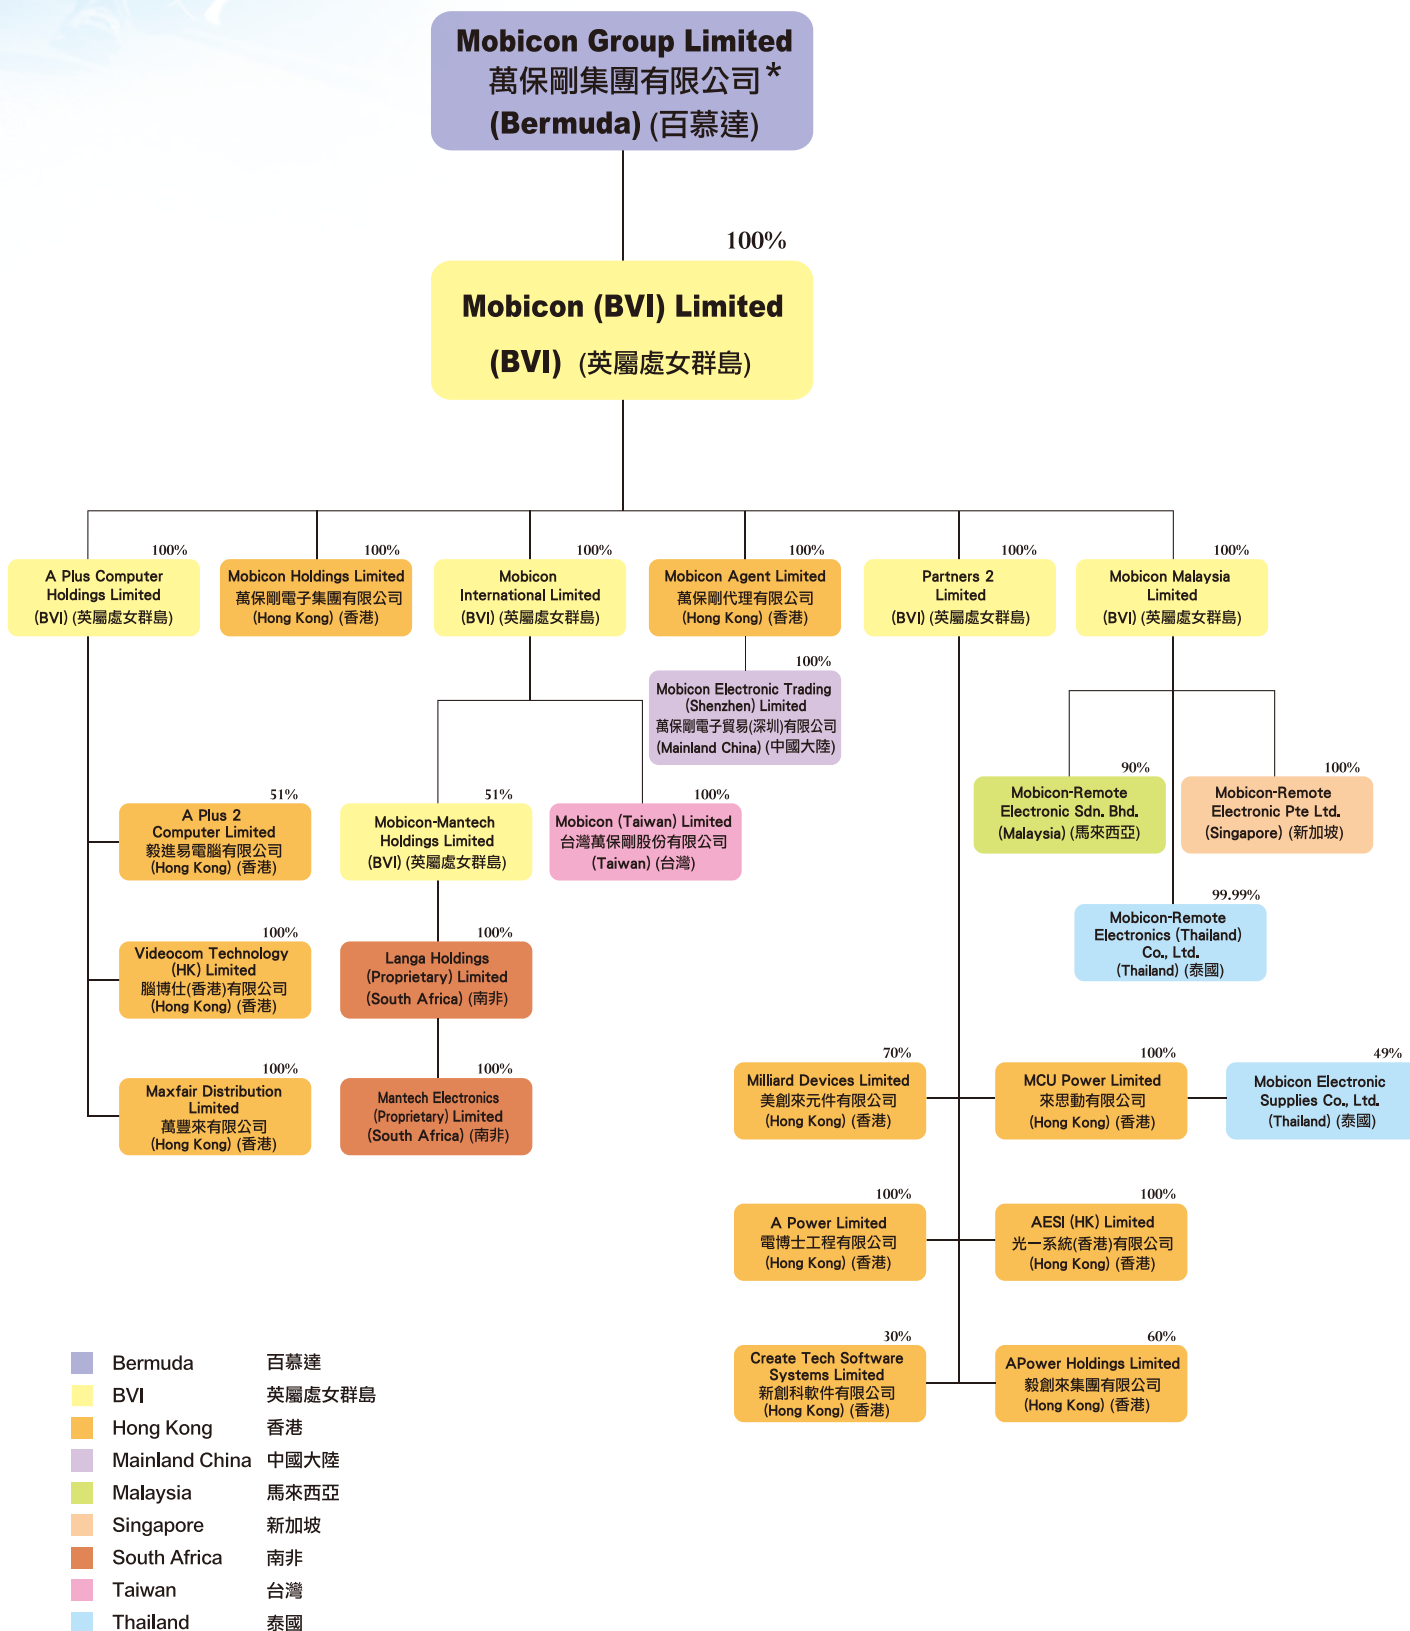 Mobicon Group Limited
萬保剛集團有限公司*
(Bermuda) (百慕達)
100%
Mobicon (BVI) Limited
(BVI) (英屬處女群島)
100%
A Plus Computer
Holdings Limited
(BVI) (英屬處女群島)
100%
Mobicon Holdings Limited
萬保剛電子集團有限公司
(Hong Kong) (香港)
100%
Mobicon
International Limited
(BVI) (英屬處女群島)
100%
Mobicon Agent Limited
萬保剛代理有限公司
(Hong Kong) (香港)
100%
Partners 2
Limited
(BVI) (英屬處女群島)
100%
Mobicon Malaysia
Limited
(BVI) (英屬處女群島)
100%
Mobicon Electronic Trading
(Shenzhen) Limited
萬保剛電子貿易(深圳)有限公司
(Mainland China) (中國大陸)
90%
Mobicon-Remote
Electronic Sdn. Bhd.
(Malaysia) (馬來西亞)
100%
Mobicon-Remote
Electronic Pte Ltd.
(Singapore) (新加坡)
51%
A Plus 2
Computer Limited
毅進易電腦有限公司
(Hong Kong) (香港)
51%
Mobicon-Mantech
Holdings Limited
(BVI) (英屬處女群島)
100%
Mobicon (Taiwan) Limited
台灣萬保剛股份有限公司
(Taiwan) (台灣)
99.99%
Mobicon-Remote
Electronics (Thailand)
Co., Ltd.
(Thailand) (泰國)
100%
Videocom Technology
(HK) Limited
腦博仕(香港)有限公司
(Hong Kong) (香港)
100%
Langa Holdings
(Proprietary) Limited
(South Africa) (南非)
100%
Maxfair Distribution
Limited
萬豐來有限公司
(Hong Kong) (香港)
100%
Mantech Electronics
(Proprietary) Limited
(South Africa) (南非)
70%
Milliard Devices Limited
美創來元件有限公司
(Hong Kong) (香港)
100%
MCU Power Limited
來思動有限公司
(Hong Kong) (香港)
49%
Mobicon Electronic
Supplies Co., Ltd.
(Thailand) (泰國)
100%
A Power Limited
電博士工程有限公司
(Hong Kong) (香港)
100%
AESI (HK) Limited
光一系統(香港)有限公司
(Hong Kong) (香港)
30%
Create Tech Software
Systems Limited
新創科軟件有限公司
(Hong Kong) (香港)
60%
APower Holdings Limited
毅創來集團有限公司
(Hong Kong) (香港)
Bermuda 百慕達
BVI 英屬處女群島
Hong Kong 香港
Mainland China 中國大陸
Malaysia 馬來西亞
Singapore 新加坡
South Africa 南非
Taiwan 台灣
Thailand 泰國